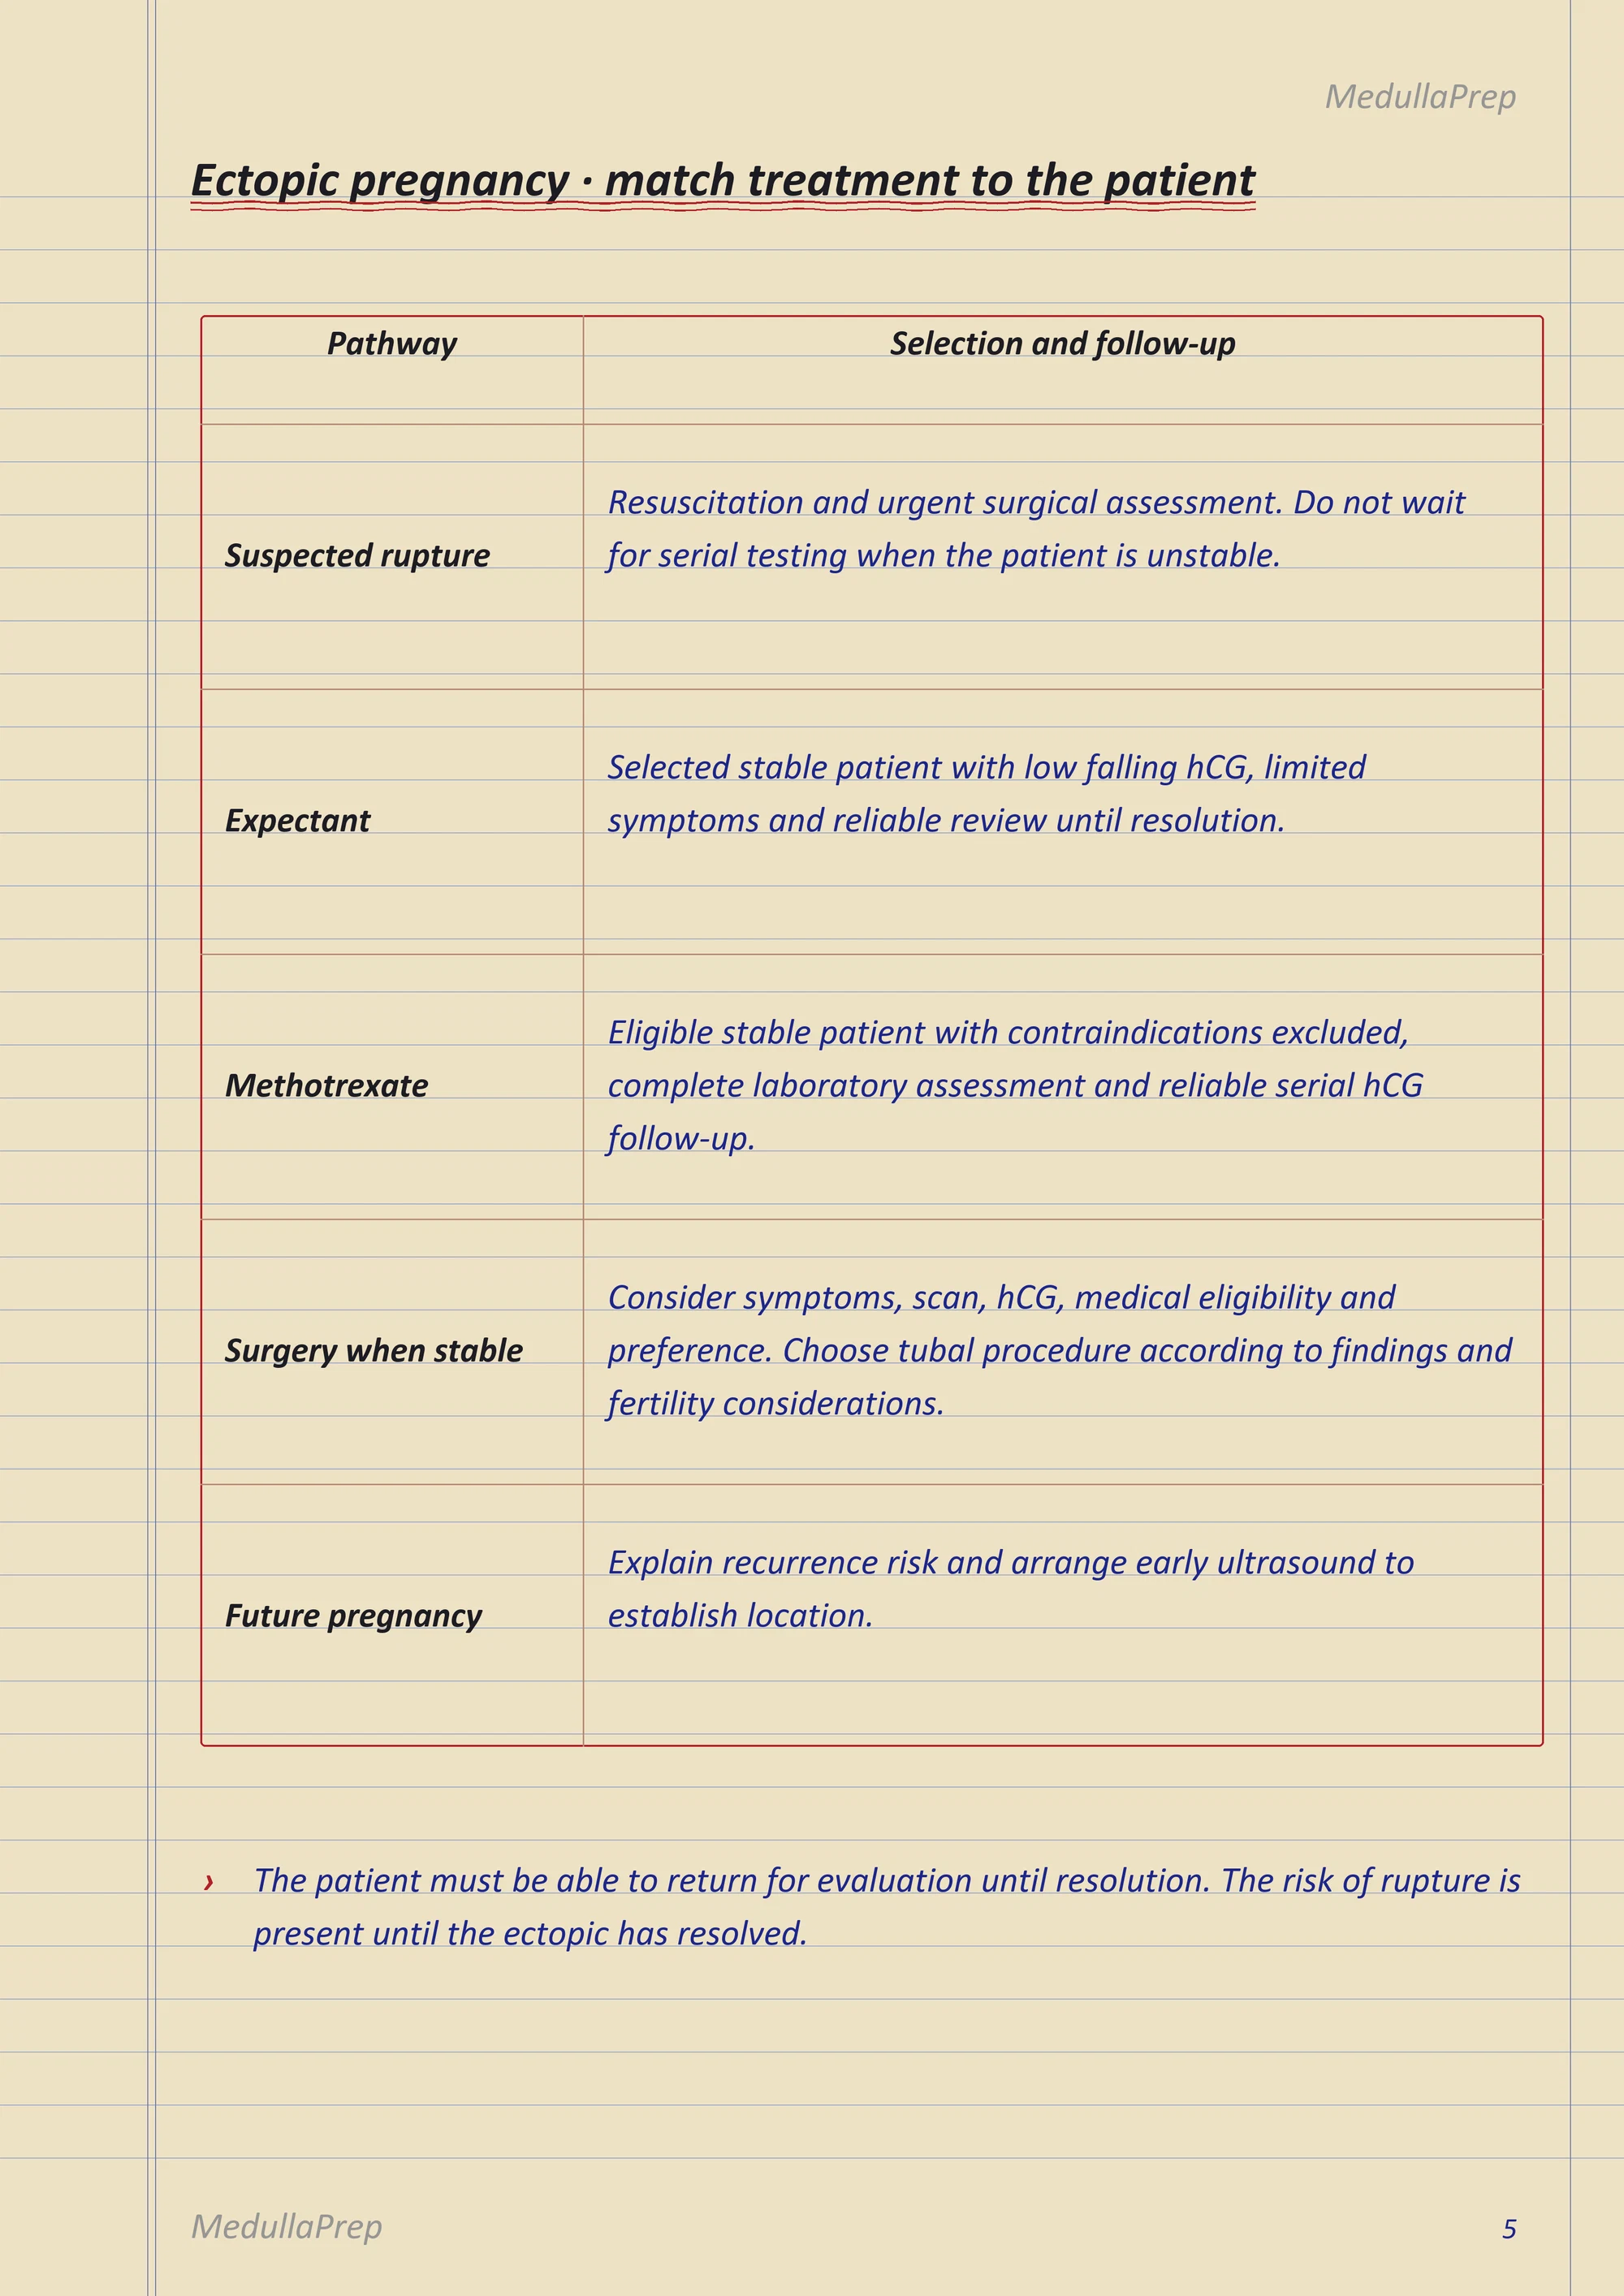 MedullaPrep
Ectopic pregnancy · match treatment to the patient
Pathway
Selection and follow-up
Suspected rupture
Resuscitation and urgent surgical assessment. Do not wait
for serial testing when the patient is unstable.
Expectant
Selected stable patient with low falling hCG, limited
symptoms and reliable review until resolution.
Methotrexate
Eligible stable patient with contraindications excluded,
complete laboratory assessment and reliable serial hCG
follow-up.
Surgery when stable
Consider symptoms, scan, hCG, medical eligibility and
preference. Choose tubal procedure according to findings and
fertility considerations.
Future pregnancy
Explain recurrence risk and arrange early ultrasound to
establish location.
› The patient must be able to return for evaluation until resolution. The risk of rupture is
present until the ectopic has resolved.
MedullaPrep
5